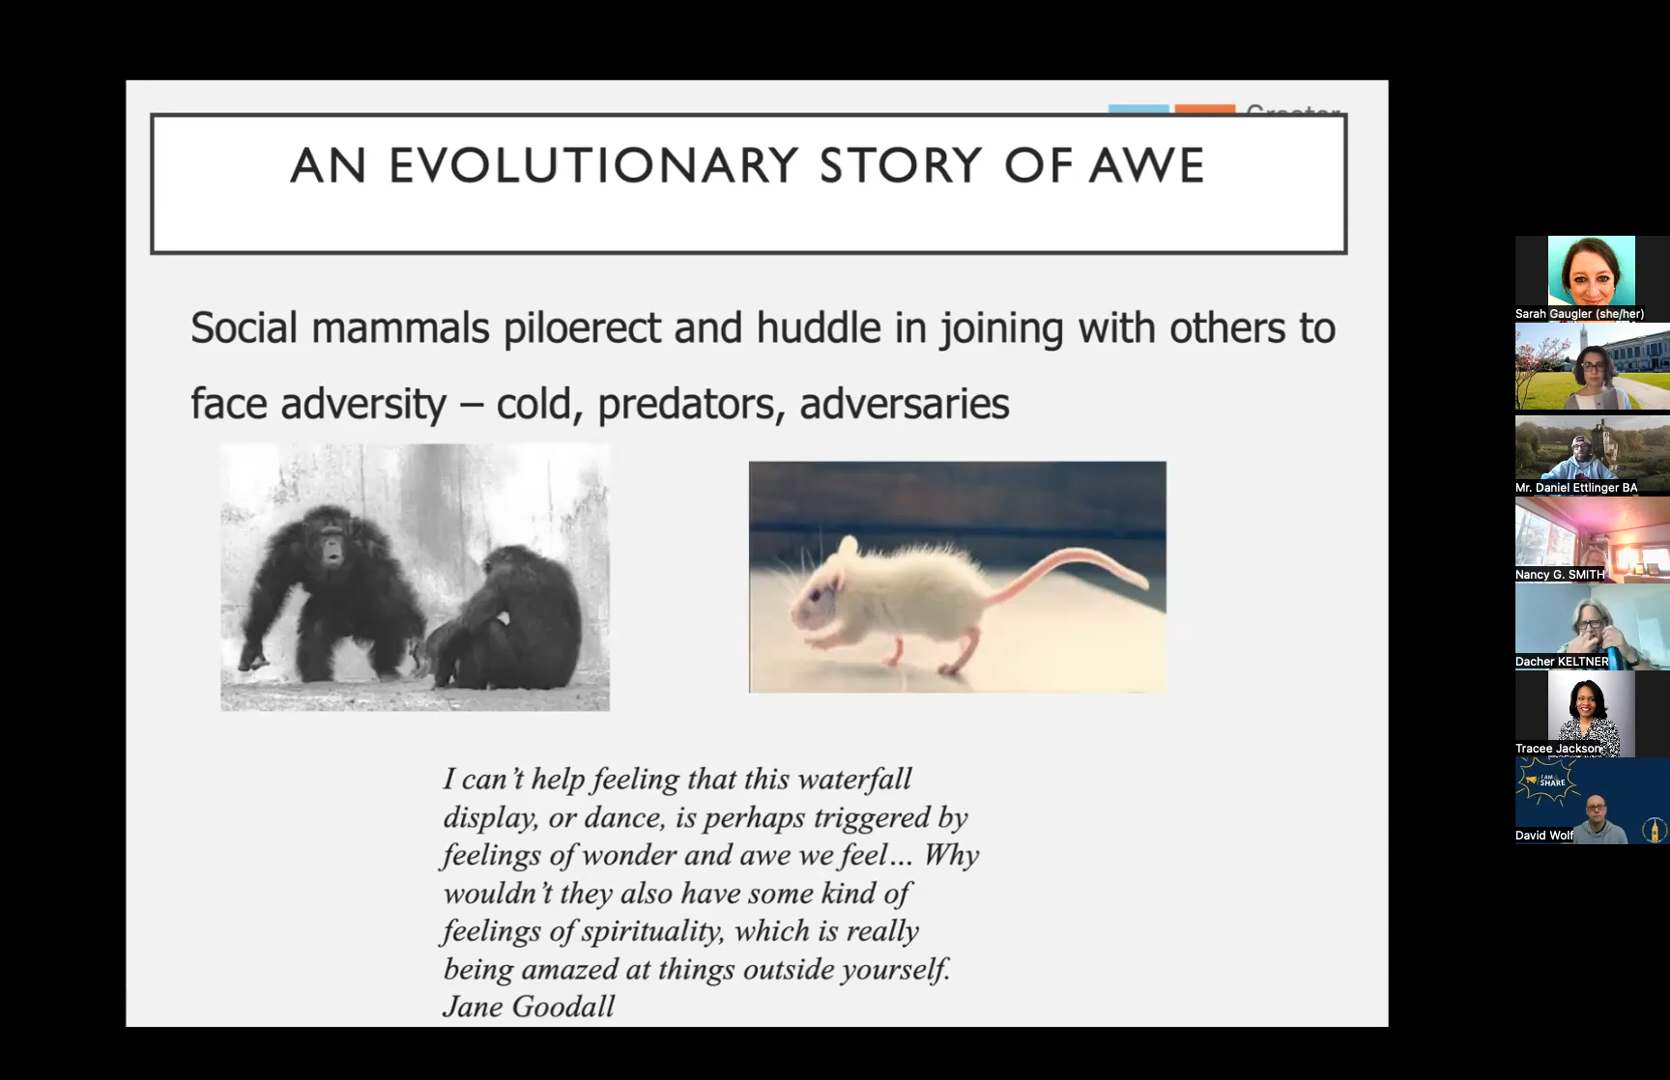 Greater
AN EVOLUTIONARY STORY OF AWE
Social mammals piloerect and huddle in joining with others to
face adversity – cold, predators, adversaries
I can't help feeling that this waterfall
display, or dance, is perhaps triggered by
feelings of wonder and awe we feel… Why
wouldn't they also have some kind of
feelings of spirituality, which is really
being amazed at things outside yourself.
Jane Goodall
Sarah Gaugler (she/her)
Mr. Daniel Ettlinger BA
Nancy G. SMITH
Dacher KELTNER
Tracee Jackson
I AM
SHARE
David Wolf